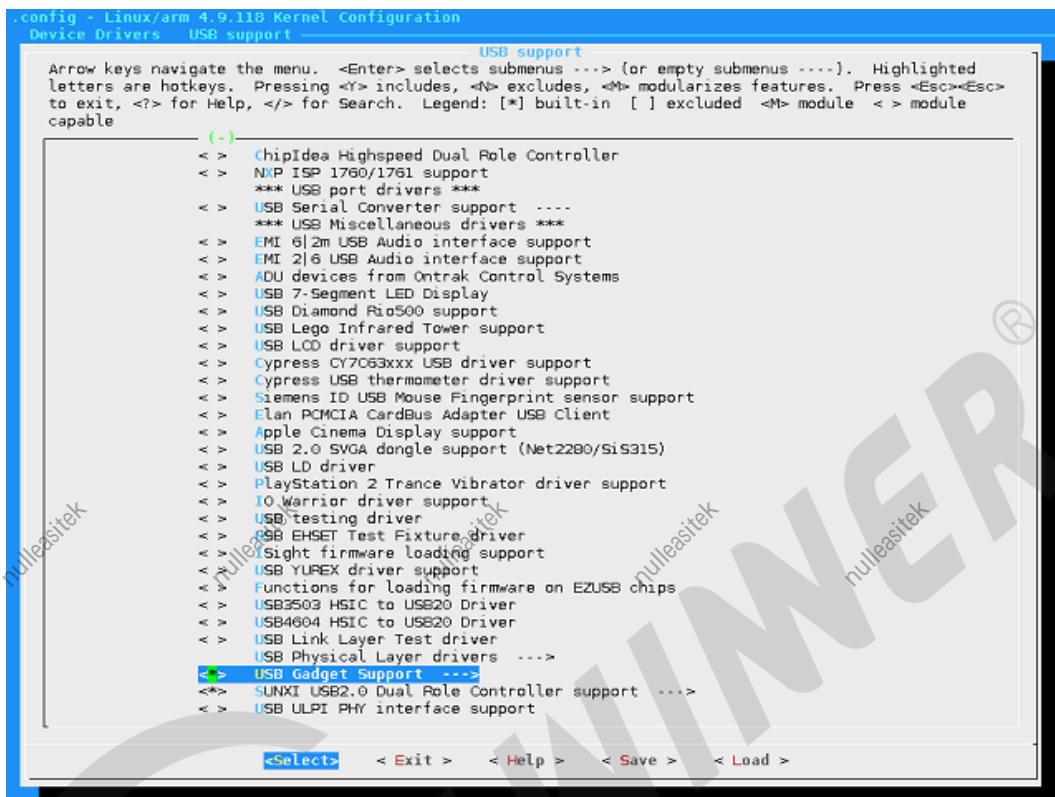 .config - Linux/arm 4.9.118 Kernel Configuration
Device Drivers   USB support
USB support
Arrow keys navigate the menu.  <Enter> selects submenus ---> (or empty submenus ----).  Highlighted
letters are hotkeys.  Pressing <Y> includes, <N> excludes, <M> modularizes features.  Press <Esc><Esc>
to exit, <?> for Help, </> for Search.  Legend: [*] built-in  [ ] excluded  <M> module  < > module
capable
(-)
< >   ChipIdea Highspeed Dual Role Controller
< >   NXP ISP 1760/1761 support
*** USB port drivers ***
< >   USB Serial Converter support  ----
*** USB Miscellaneous drivers ***
< >   EMI 6|2m USB Audio interface support
< >   EMI 2|6 USB Audio interface support
< >   ADU devices from Ontrak Control Systems
< >   USB 7-Segment LED Display
< >   USB Diamond Rio500 support
< >   USB Lego Infrared Tower support
< >   USB LCD driver support
< >   Cypress CY7C63xxx USB driver support
< >   Cypress USB thermometer driver support
< >   Siemens ID USB Mouse Fingerprint sensor support
< >   Elan PCMCIA CardBus Adapter USB Client
< >   Apple Cinema Display support
< >   USB 2.0 SVGA dongle support (Net2280/SiS315)
< >   USB LD driver
< >   PlayStation 2 Trance Vibrator driver support
< >   IO Warrior driver support
< >   USB testing driver
< >   USB EHSET Test Fixture driver
< >   iSight firmware loading support
< >   USB YUREX driver support
< >   Functions for loading firmware on EZUSB chips
< >   USB3503 HSIC to USB20 Driver
< >   USB4604 HSIC to USB20 Driver
< >   USB Link Layer Test driver
USB Physical Layer drivers  --->
<*>   USB Gadget Support  --->
<*>   SUNXI USB2.0 Dual Role Controller support  --->
< >   USB ULPI PHY interface support
<Select>    < Exit >    < Help >    < Save >    < Load >
nulleasitek nulleasitek nulleasitek nulleasitek nulleasitek
WINNER®